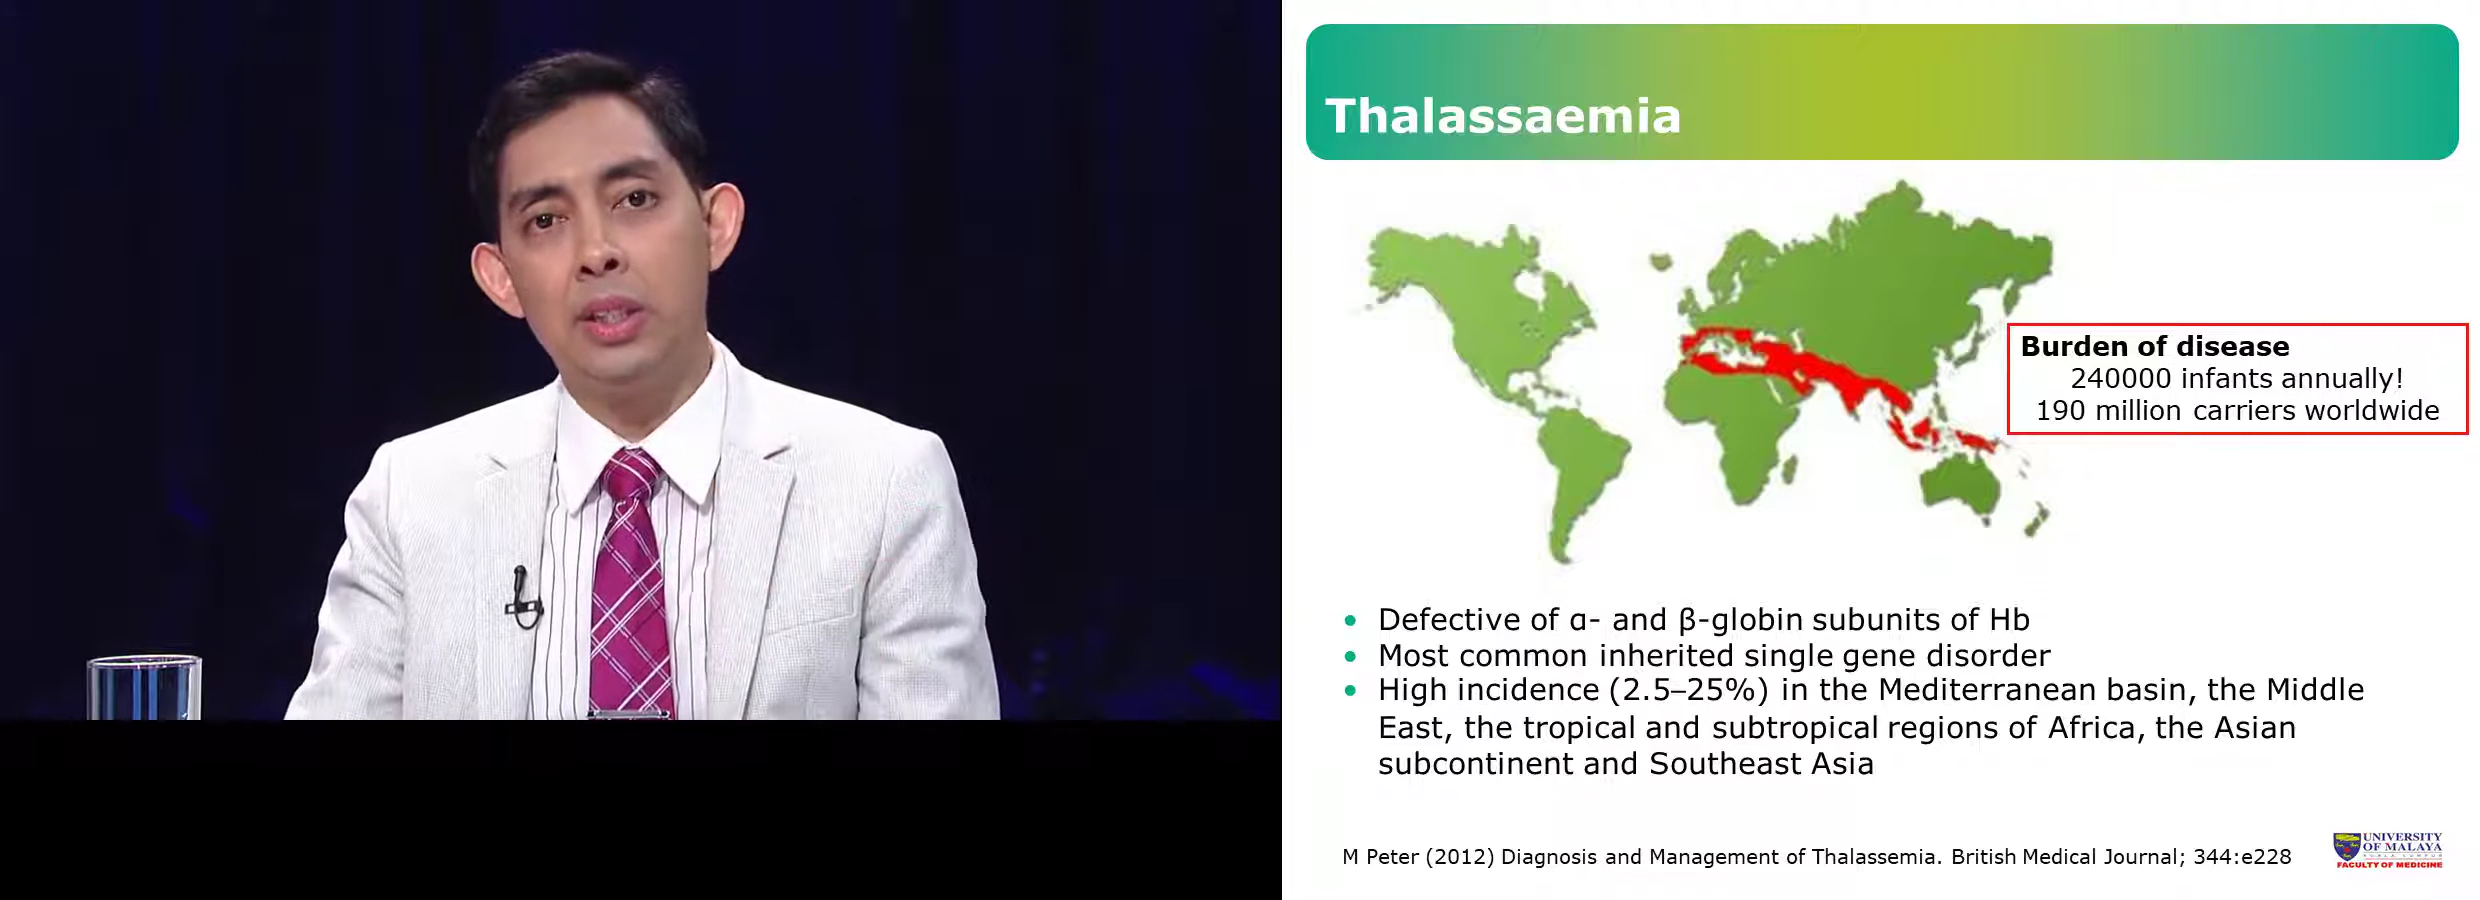 Thalassaemia
Burden of disease
240000 infants annually!
190 million carriers worldwide
• Defective of α- and β-globin subunits of Hb
• Most common inherited single gene disorder
• High incidence (2.5–25%) in the Mediterranean basin, the Middle
East, the tropical and subtropical regions of Africa, the Asian
subcontinent and Southeast Asia
M Peter (2012) Diagnosis and Management of Thalassemia. British Medical Journal; 344:e228
UNIVERSITY
OF MALAYA
FACULTY OF MEDICINE